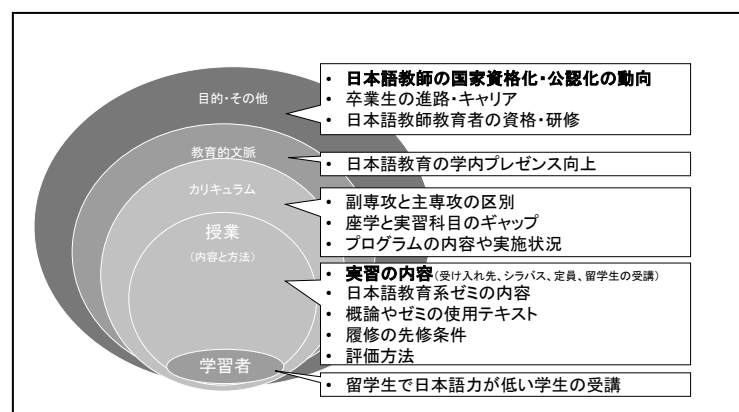 目的・その他
• 日本語教師の国家資格化・公認化の動向
• 卒業生の進路・キャリア
• 日本語教師教育者の資格・研修
教育的文脈
• 日本語教育の学内プレゼンス向上
カリキュラム
• 副専攻と主専攻の区別
• 座学と実習科目のギャップ
• プログラムの内容や実施状況
授業
(内容と方法)
• 実習の内容(受け入れ先、シラバス、定員、留学生の受講)
• 日本語教育系ゼミの内容
• 概論やゼミの使用テキスト
• 履修の先修条件
• 評価方法
学習者
• 留学生で日本語力が低い学生の受講